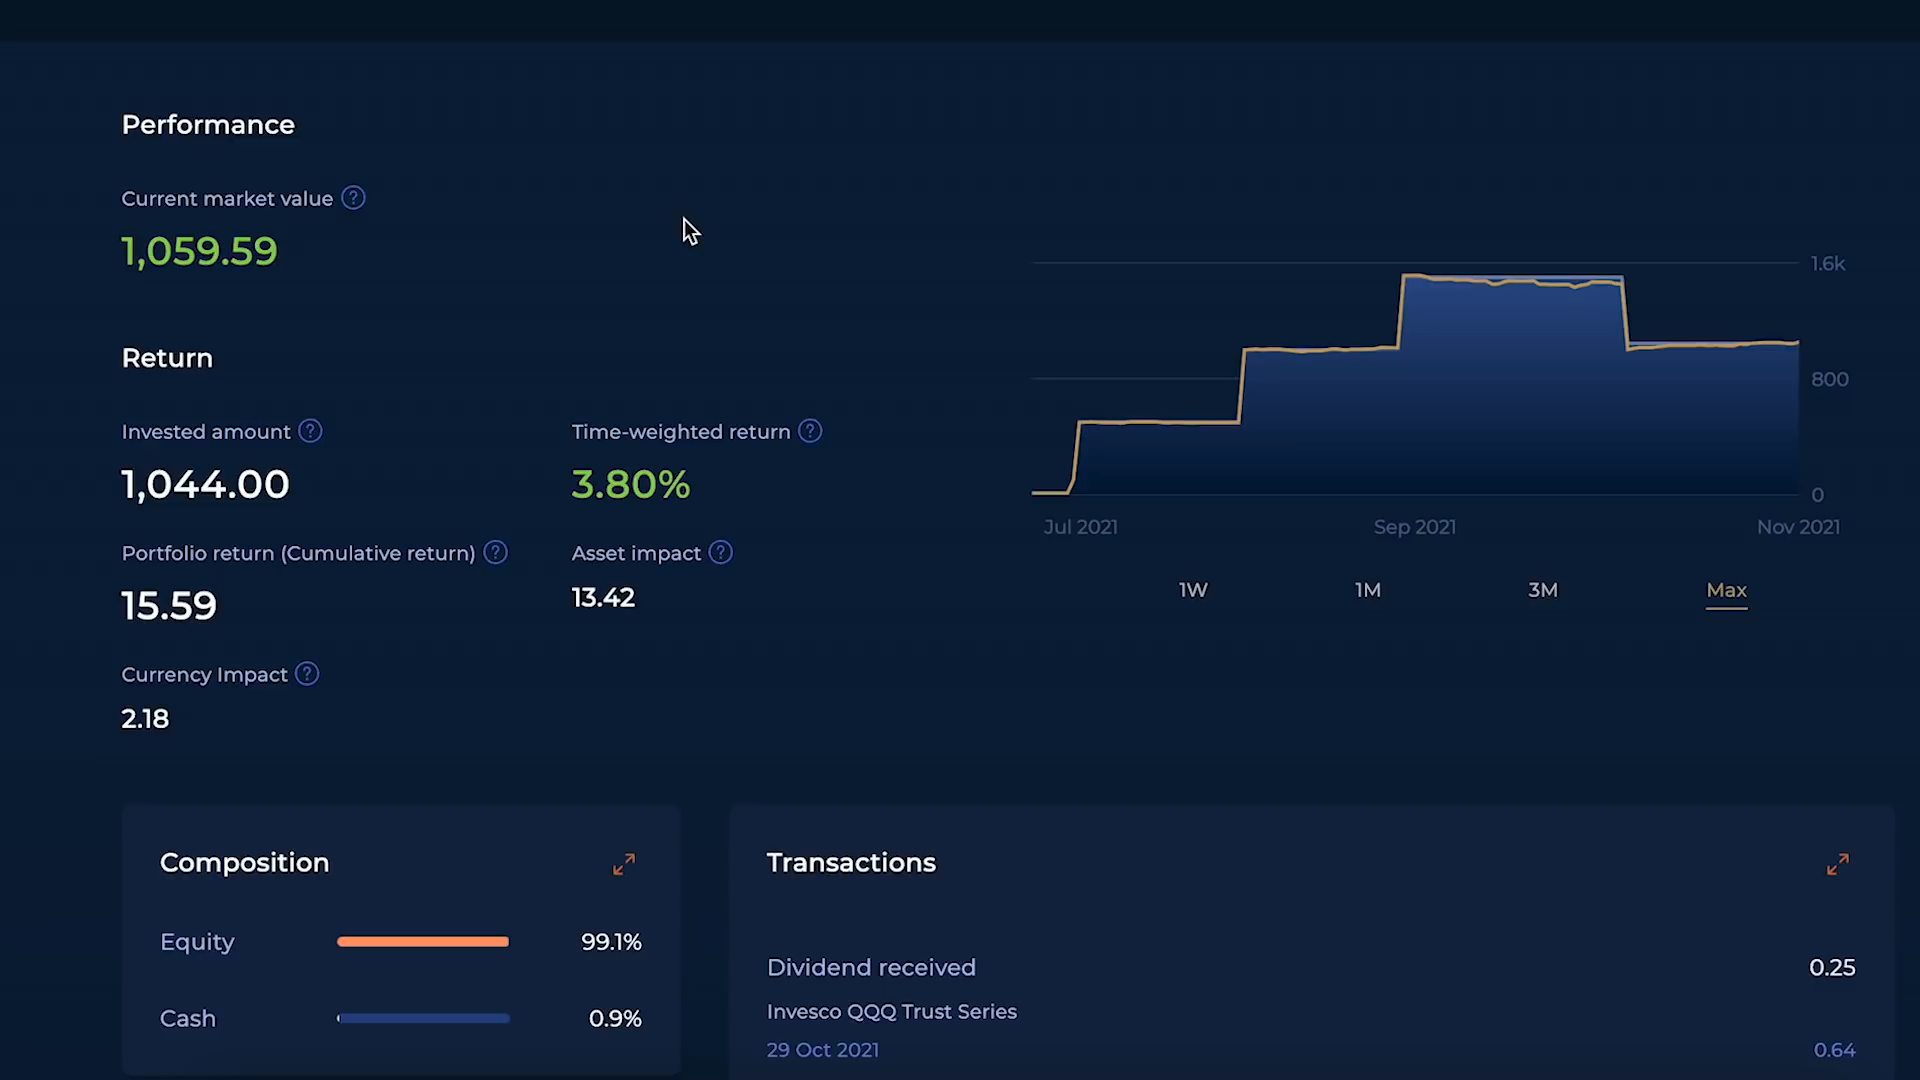 Performance
Current market value ?
1,059.59
Return
Invested amount ?
1,044.00
Time-weighted return ?
3.80%
Portfolio return (Cumulative return) ?
15.59
Asset impact ?
13.42
Currency Impact ?
2.18
1.6k
800
0
Jul 2021 Sep 2021 Nov 2021
1W 1M 3M Max
Composition
Equity 99.1%
Cash 0.9%
Transactions
Dividend received 0.25
Invesco QQQ Trust Series
29 Oct 2021 0.64